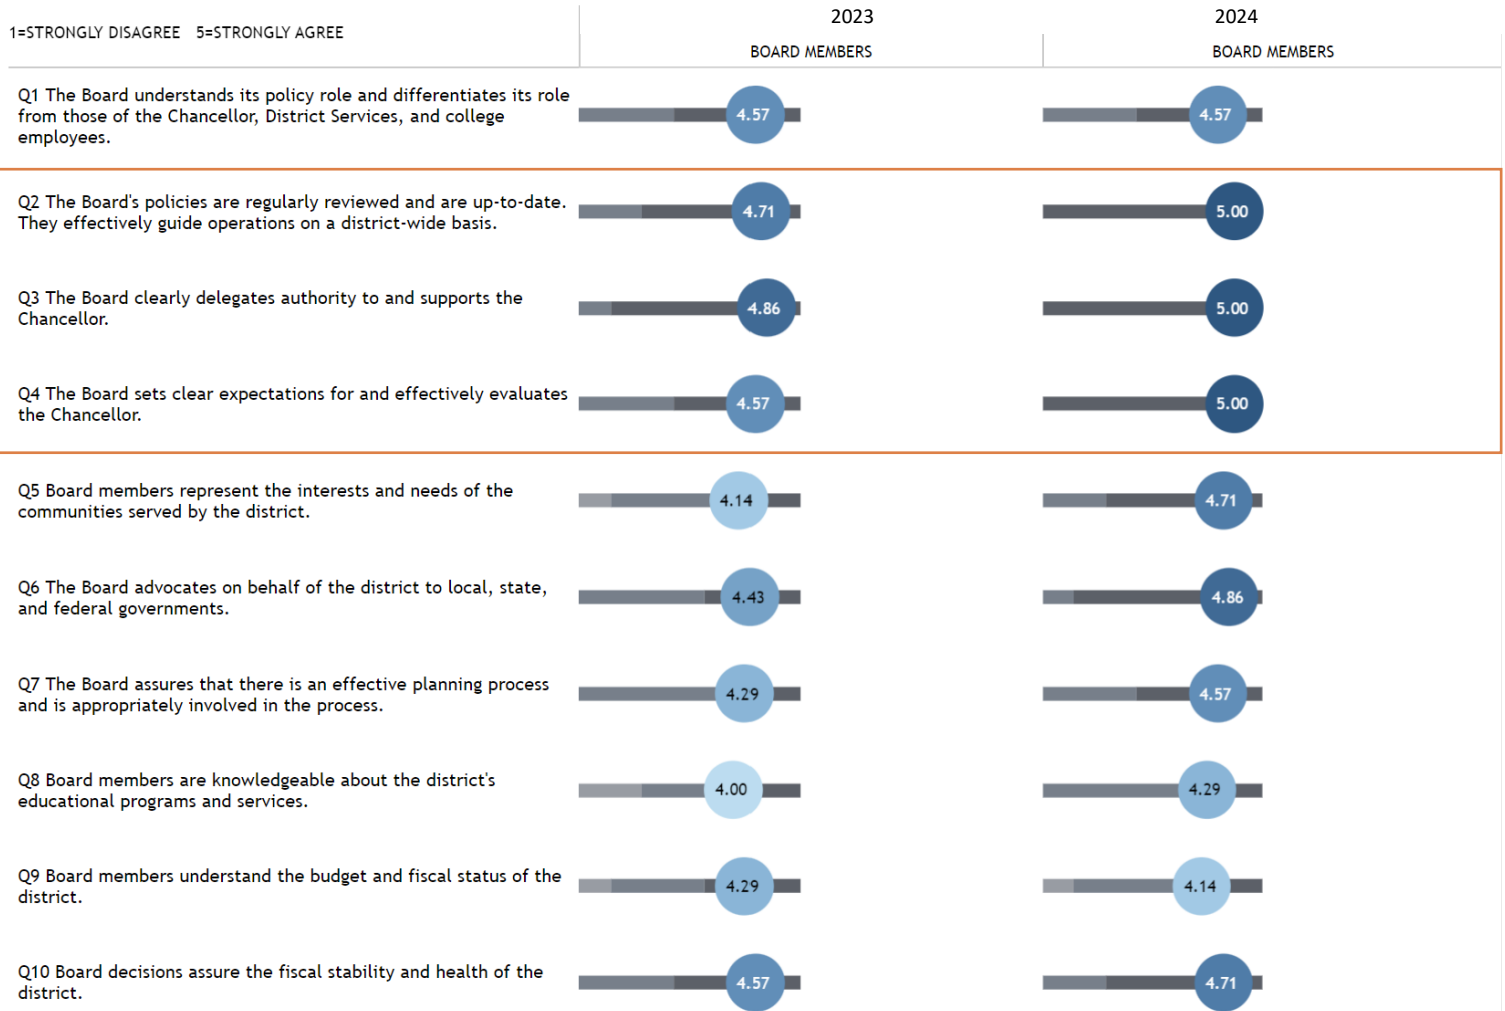 2023
2024
1=STRONGLY DISAGREE   5=STRONGLY AGREE
BOARD MEMBERS
BOARD MEMBERS
Q1 The Board understands its policy role and differentiates its role
from those of the Chancellor, District Services, and college
employees.
4.57
4.57
Q2 The Board's policies are regularly reviewed and are up-to-date.
They effectively guide operations on a district-wide basis.
4.71
5.00
Q3 The Board clearly delegates authority to and supports the
Chancellor.
4.86
5.00
Q4 The Board sets clear expectations for and effectively evaluates
the Chancellor.
4.57
5.00
Q5 Board members represent the interests and needs of the
communities served by the district.
4.14
4.71
Q6 The Board advocates on behalf of the district to local, state,
and federal governments.
4.43
4.86
Q7 The Board assures that there is an effective planning process
and is appropriately involved in the process.
4.29
4.57
Q8 Board members are knowledgeable about the district's
educational programs and services.
4.00
4.29
Q9 Board members understand the budget and fiscal status of the
district.
4.29
4.14
Q10 Board decisions assure the fiscal stability and health of the
district.
4.57
4.71